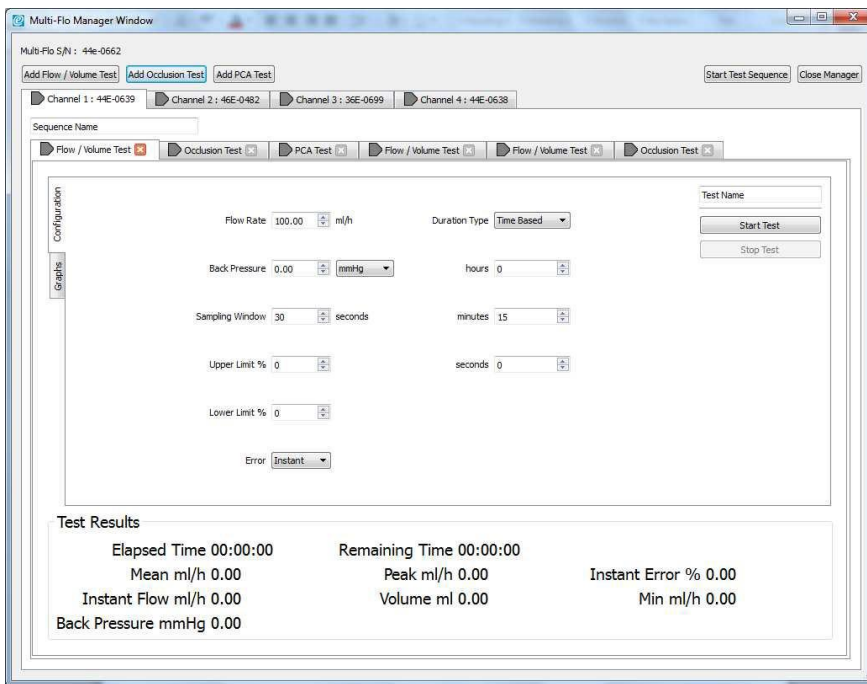 Multi-Flo Manager Window
Multi-Flo S/N : 44e-0662
Add Flow / Volume Test Add Occlusion Test Add PCA Test Start Test Sequence Close Manager
Channel 1 : 44E-0639 Channel 2 : 46E-0482 Channel 3 : 36E-0699 Channel 4 : 44E-0638
Sequence Name
Flow / Volume Test Occlusion Test PCA Test Flow / Volume Test Flow / Volume Test Occlusion Test
Configuration
Graphs
Test Name
Flow Rate 100.00 ml/h Duration Type Time Based Start Test
Stop Test
Back Pressure 0.00 mmHg hours 0
Sampling Window 30 seconds minutes 15
Upper Limit % 0 seconds 0
Lower Limit % 0
Error Instant
Test Results
Elapsed Time 00:00:00 Remaining Time 00:00:00
Mean ml/h 0.00 Peak ml/h 0.00 Instant Error % 0.00
Instant Flow ml/h 0.00 Volume ml 0.00 Min ml/h 0.00
Back Pressure mmHg 0.00